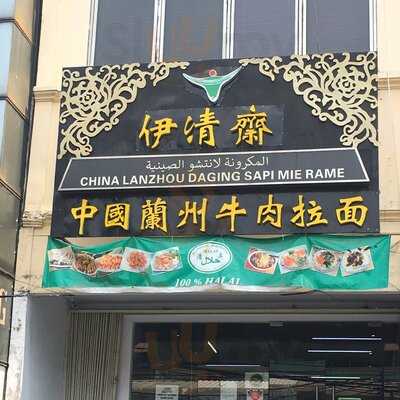 伊清齋
المكرونة لانتشو الصينية
CHINA LANZHOU DAGING SAPI MIE RAME
中國蘭州牛肉拉面
حلال
100 % HALAL